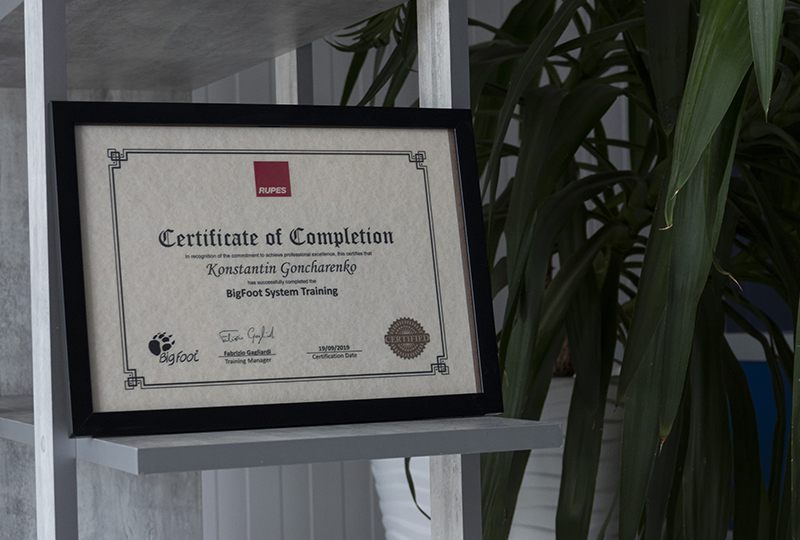 RUPES
Certificate of Completion
In recognition of the commitment to achieve professional excellence, this certifies that
Konstantin Goncharenko
has successfully completed the
BigFoot System Training
BigFoot
Fabrizio Gagliardi
Training Manager
19/09/2019
Certification Date
CERTIFIED